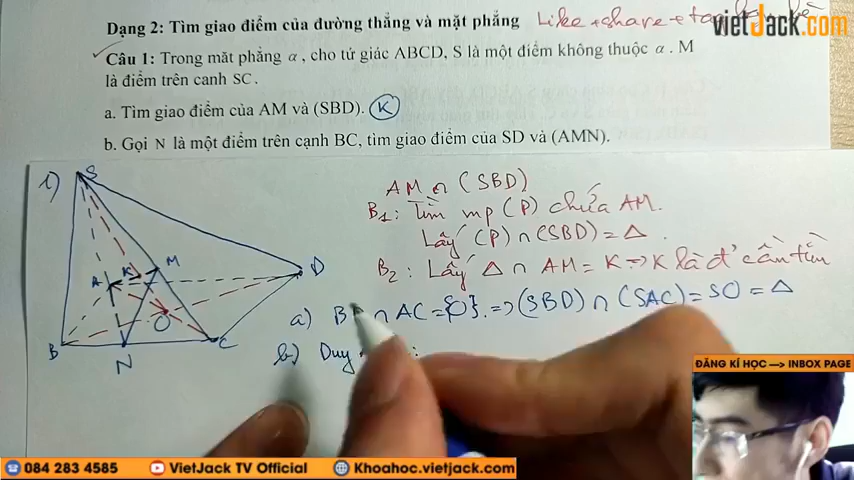 Dạng 2: Tìm giao điểm của đường thẳng và mặt phẳng
Like + share + tag
vietJack.com
Câu 1: Trong mặt phẳng α, cho tứ giác ABCD, S là một điểm không thuộc α. M
là điểm trên cạnh SC.
a. Tìm giao điểm của AM và (SBD). K
b. Gọi N là một điểm trên cạnh BC, tìm giao điểm của SD và (AMN).
1)
S
AM ∩ (SBD)
B1: Tìm mp (P) chứa AM.
Lấy (P) ∩ (SBD) = Δ
B2: Lấy Δ ∩ AM = K => K là đ' cần tìm
A K M D
a) BD ∩ AC = {O}. => (SBD) ∩ (SAC) = SO = Δ
O
B N C
b) Duy :
ĐĂNG KÍ HỌC → INBOX PAGE
084 283 4585 VietJack TV Official Khoahoc.vietjack.com